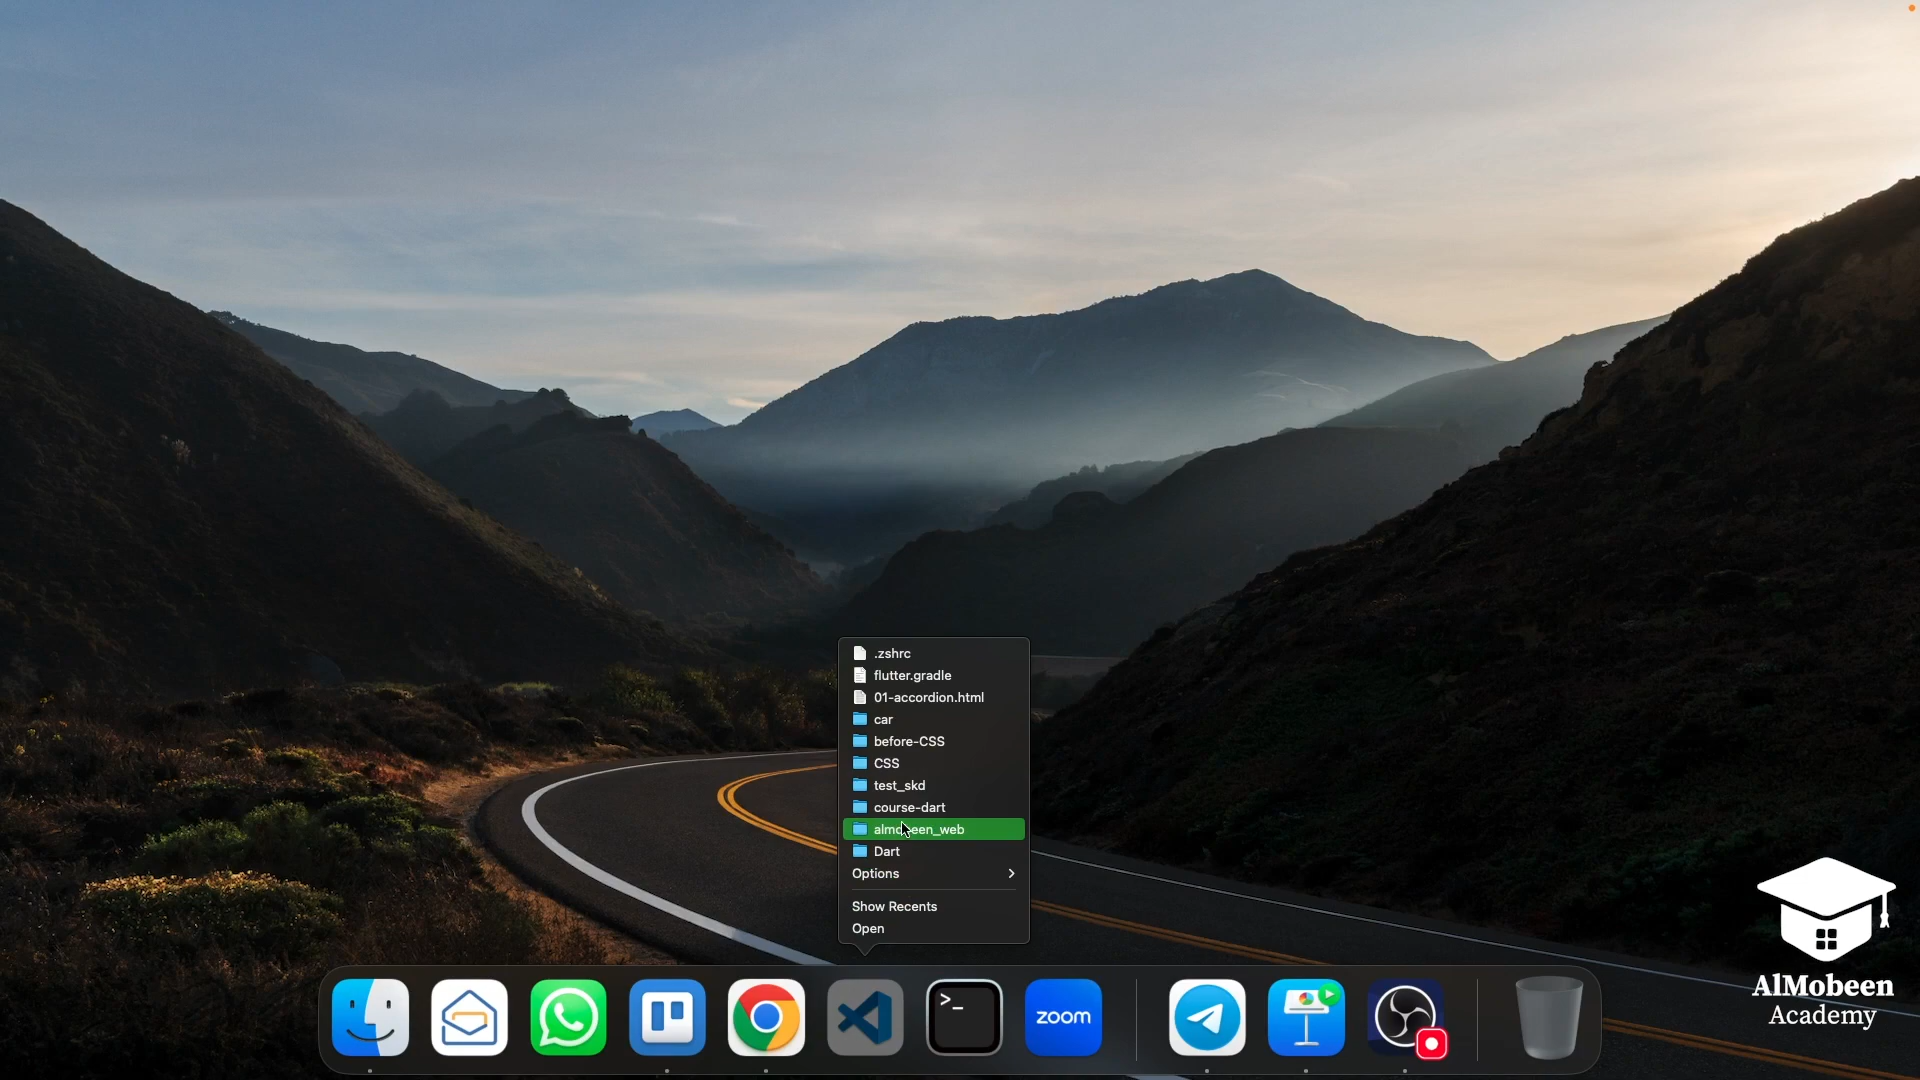 .zshrc
flutter.gradle
01-accordion.html
car
before-CSS
CSS
test_skd
course-dart
almobeen_web
Dart
Options
Show Recents
Open
>_
zoom
AlMobeen
Academy